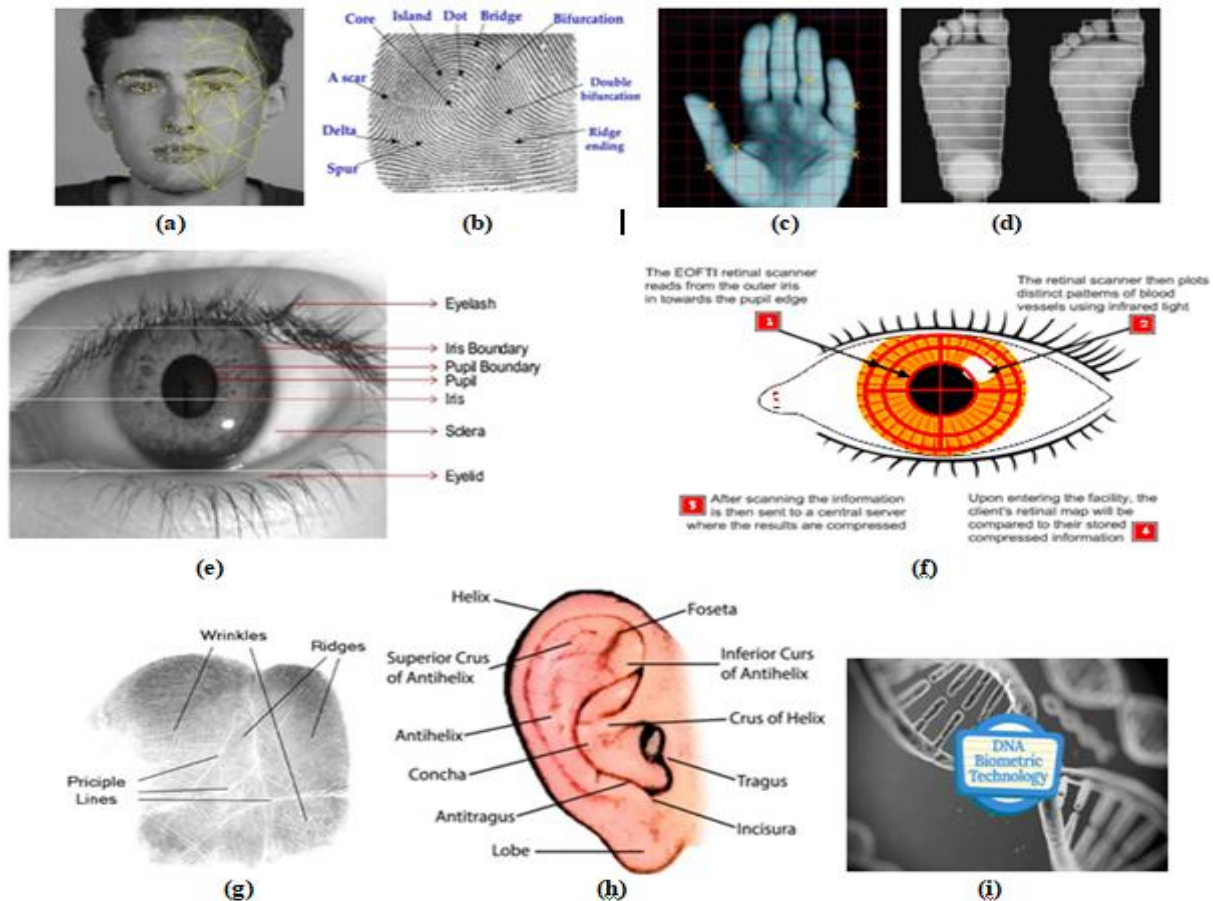 Core
Island
Dot
Bridge
Bifurcation
A scar
Double
bifurcation
Delta
Ridge
ending
Spur
(a)
(b)
(c)
(d)
Eyelash
Iris Boundary
Pupil Boundary
Pupil
Iris
Sclera
Eyelid
(e)
The EOFTI retinal scanner
reads from the outer iris
in towards the pupil edge
1
The retinal scanner then plots
distinct patterns of blood
vessels using infrared light
2
3
After scanning the information
is then sent to a central server
where the results are compressed
Upon entering the facility, the
client's retinal map will be
compared to their stored
compressed information
4
(f)
Wrinkles
Ridges
Priciple
Lines
(g)
Helix
Foseta
Superior Crus
of Antihelix
Inferior Curs
of Antihelix
Antihelix
Crus of Helix
Concha
Tragus
Antitragus
Incisura
Lobe
(h)
DNA
Biometric
Technology
(i)